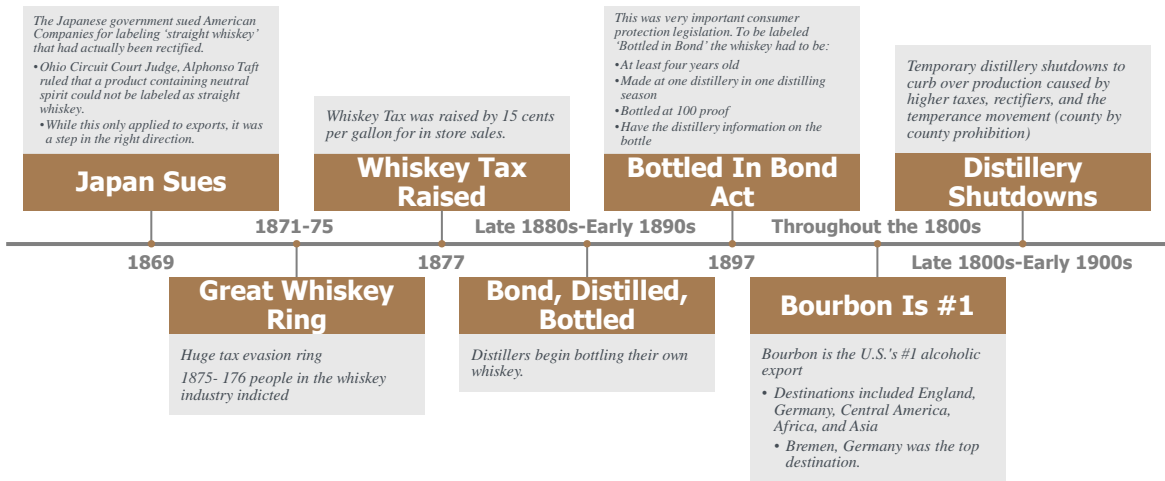 The Japanese government sued American
Companies for labeling ‘straight whiskey’
that had actually been rectified.
•Ohio Circuit Court Judge, Alphonso Taft
ruled that a product containing neutral
spirit could not be labeled as straight
whiskey.
•While this only applied to exports, it was
a step in the right direction.
Japan Sues
1869
1871-75
Great Whiskey
Ring
Huge tax evasion ring
1875- 176 people in the whiskey
industry indicted
Whiskey Tax was raised by 15 cents
per gallon for in store sales.
Whiskey Tax
Raised
1877
Late 1880s-Early 1890s
Bond, Distilled,
Bottled
Distillers begin bottling their own
whiskey.
This was very important consumer
protection legislation. To be labeled
‘Bottled in Bond’ the whiskey had to be:
•At least four years old
•Made at one distillery in one distilling
season
•Bottled at 100 proof
•Have the distillery information on the
bottle
Bottled In Bond
Act
1897
Throughout the 1800s
Bourbon Is #1
Bourbon is the U.S.'s #1 alcoholic
export
• Destinations included England,
Germany, Central America,
Africa, and Asia
• Bremen, Germany was the top
destination.
Temporary distillery shutdowns to
curb over production caused by
higher taxes, rectifiers, and the
temperance movement (county by
county prohibition)
Distillery
Shutdowns
Late 1800s-Early 1900s